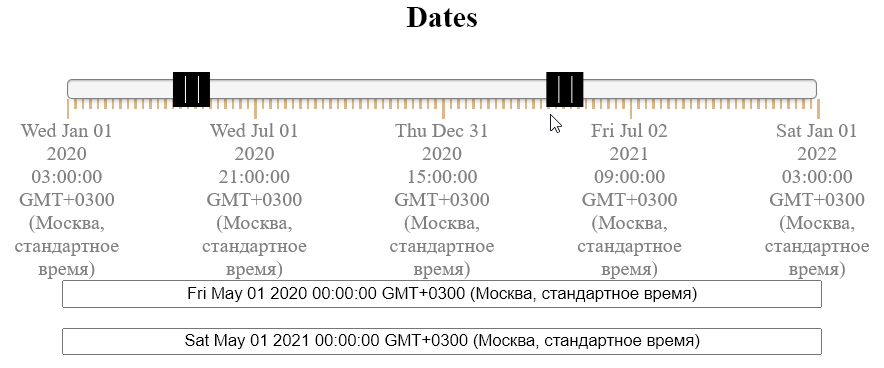 Dates
Wed Jan 01
2020
03:00:00
GMT+0300
(Москва,
стандартное
время)
Wed Jul 01
2020
21:00:00
GMT+0300
(Москва,
стандартное
время)
Thu Dec 31
2020
15:00:00
GMT+0300
(Москва,
стандартное
время)
Fri Jul 02
2021
09:00:00
GMT+0300
(Москва,
стандартное
время)
Sat Jan 01
2022
03:00:00
GMT+0300
(Москва,
стандартное
время)
Fri May 01 2020 00:00:00 GMT+0300 (Москва, стандартное время)
Sat May 01 2021 00:00:00 GMT+0300 (Москва, стандартное время)